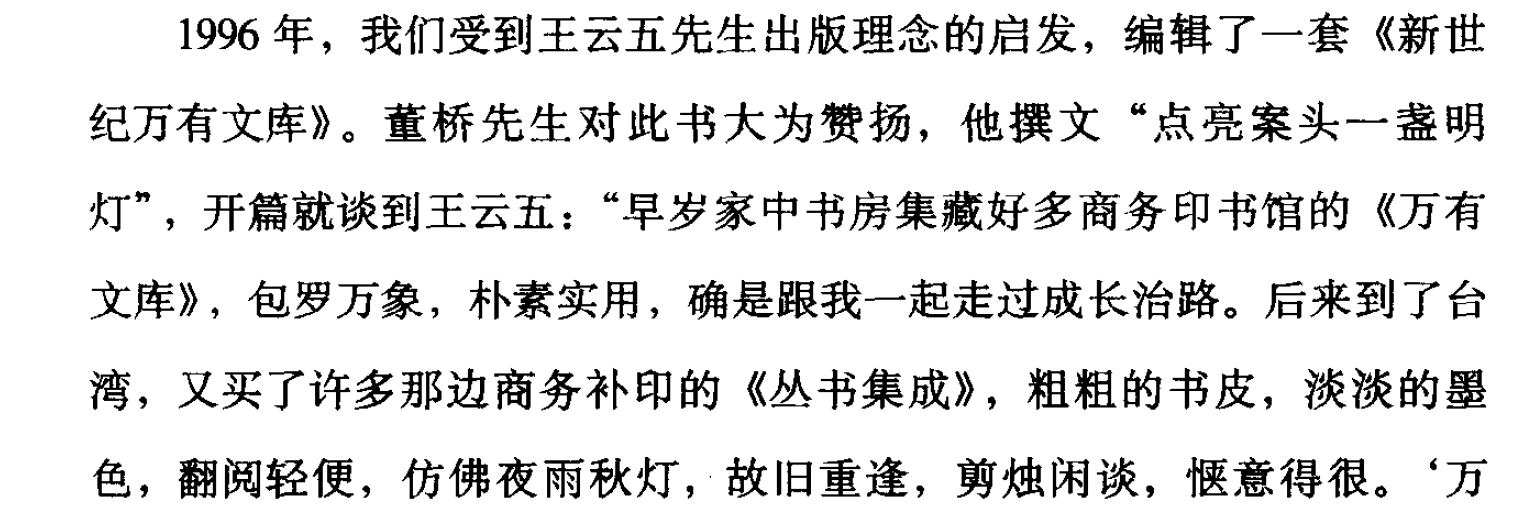 1996 年，我们受到王云五先生出版理念的启发，编辑了一套《新世
纪万有文库》。董桥先生对此书大为赞扬，他撰文“点亮案头一盏明
灯”，开篇就谈到王云五：“早岁家中书房集藏好多商务印书馆的《万有
文库》，包罗万象，朴素实用，确是跟我一起走过成长治路。后来到了台
湾，又买了许多那边商务补印的《丛书集成》，粗粗的书皮，淡淡的墨
色，翻阅轻便，仿佛夜雨秋灯，故旧重逢，剪烛闲谈，惬意得很。‘万